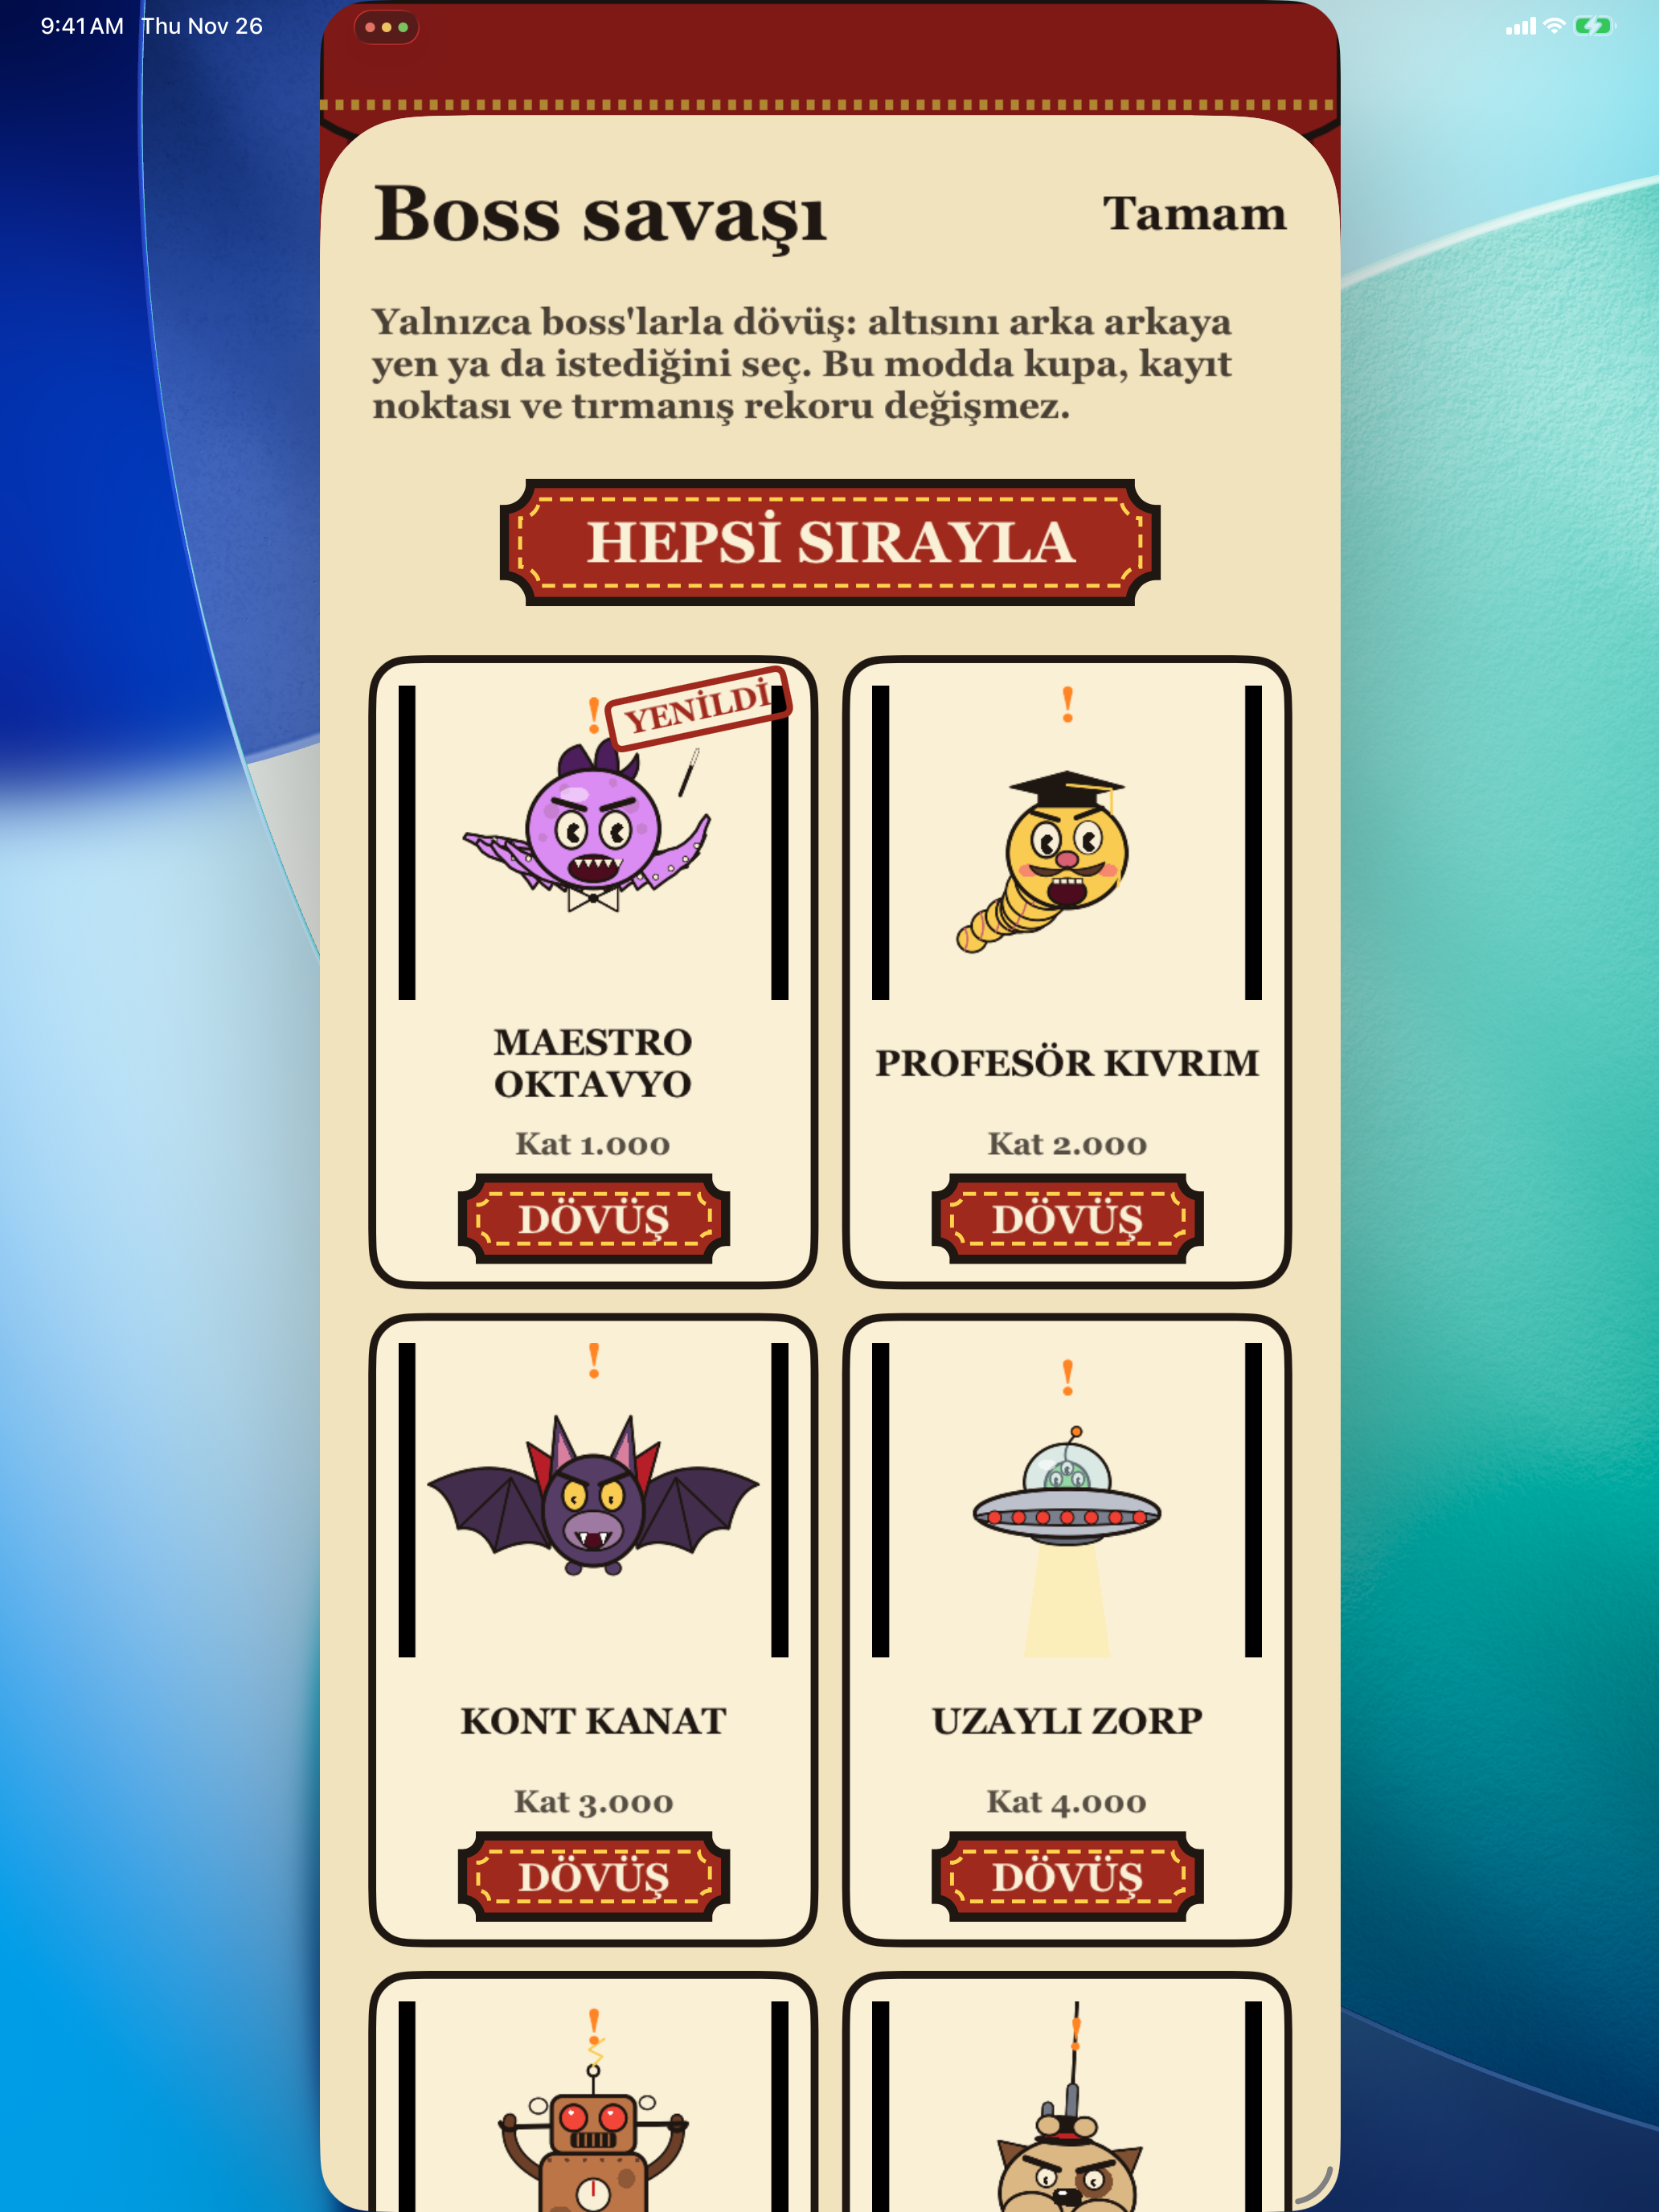 9:41 AM Thu Nov 26
Boss savaşı
Tamam
Yalnızca boss'larla dövüş: altısını arka arkaya
yen ya da istediğini seç. Bu modda kupa, kayıt
noktası ve tırmanış rekoru değişmez.
HEPSİ SIRAYLA
!
YENİLDİ
MAESTRO
OKTAVYO
Kat 1.000
DÖVÜŞ
!
PROFESÖR KIVRIM
Kat 2.000
DÖVÜŞ
!
KONT KANAT
Kat 3.000
DÖVÜŞ
!
UZAYLI ZORP
Kat 4.000
DÖVÜŞ
!
!